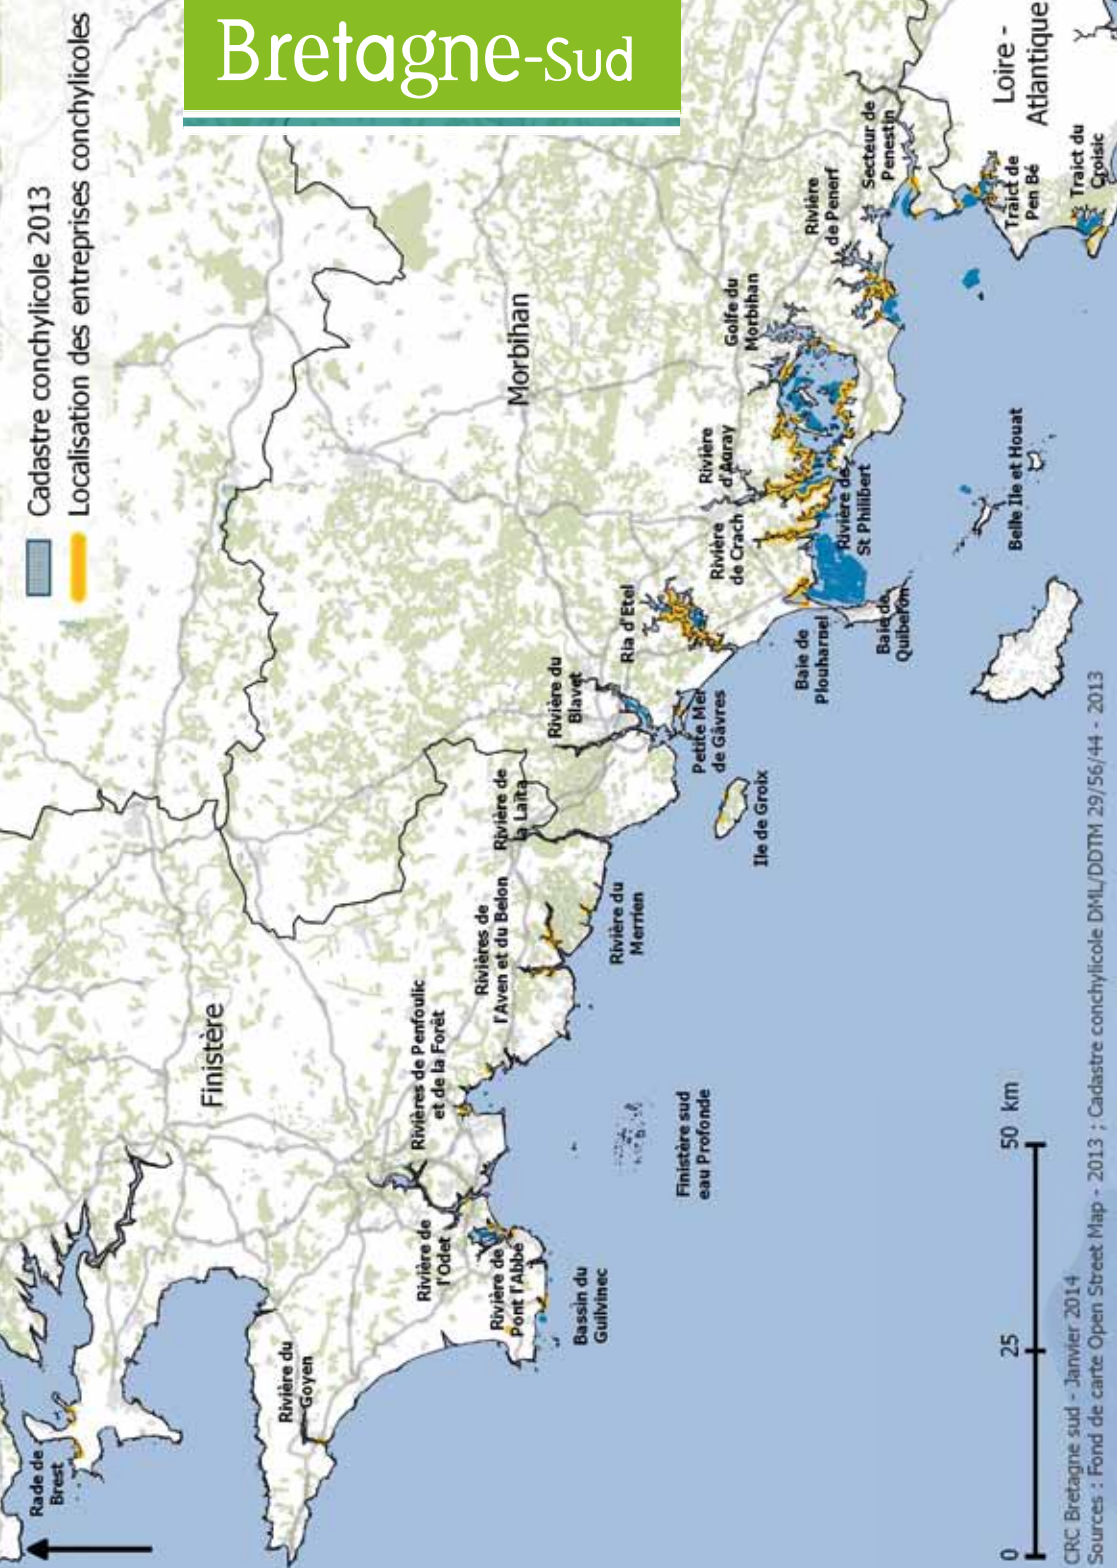 Bretagne-Sud
Cadastre conchylicole 2013
Localisation des entreprises conchylicoles
Rade de
Brest
Finistère
Morbihan
Loire -
Atlantique
Rivière du
Goyen
Rivière de
l'Odet
Rivière de
Pont l'Abbé
Bassin du
Guilvinec
Rivières de Penfoulic
et de la Forêt
Finistère sud
eau Profonde
Rivières de
l'Aven et du Belon
Rivière du
Merrien
Rivière de
la Laïta
Ile de Groix
Rivière du
Blavet
Petite Mer
de Gâvres
Ria d'Etel
Baie de
Plouharnel
Baie de
Quiberon
Rivière
de Crach
Rivière
d'Auray
Rivière de
St Philibert
Belle Ile et Houat
Golfe du
Morbihan
Rivière
de Penerf
Secteur de
Penestin
Traict de
Pen Bé
Traict du
Croisic
0 25 50 km
CRC Bretagne sud - Janvier 2014
Sources : Fond de carte Open Street Map - 2013 ; Cadastre conchylicole DML/DDTM 29/56/44 - 2013